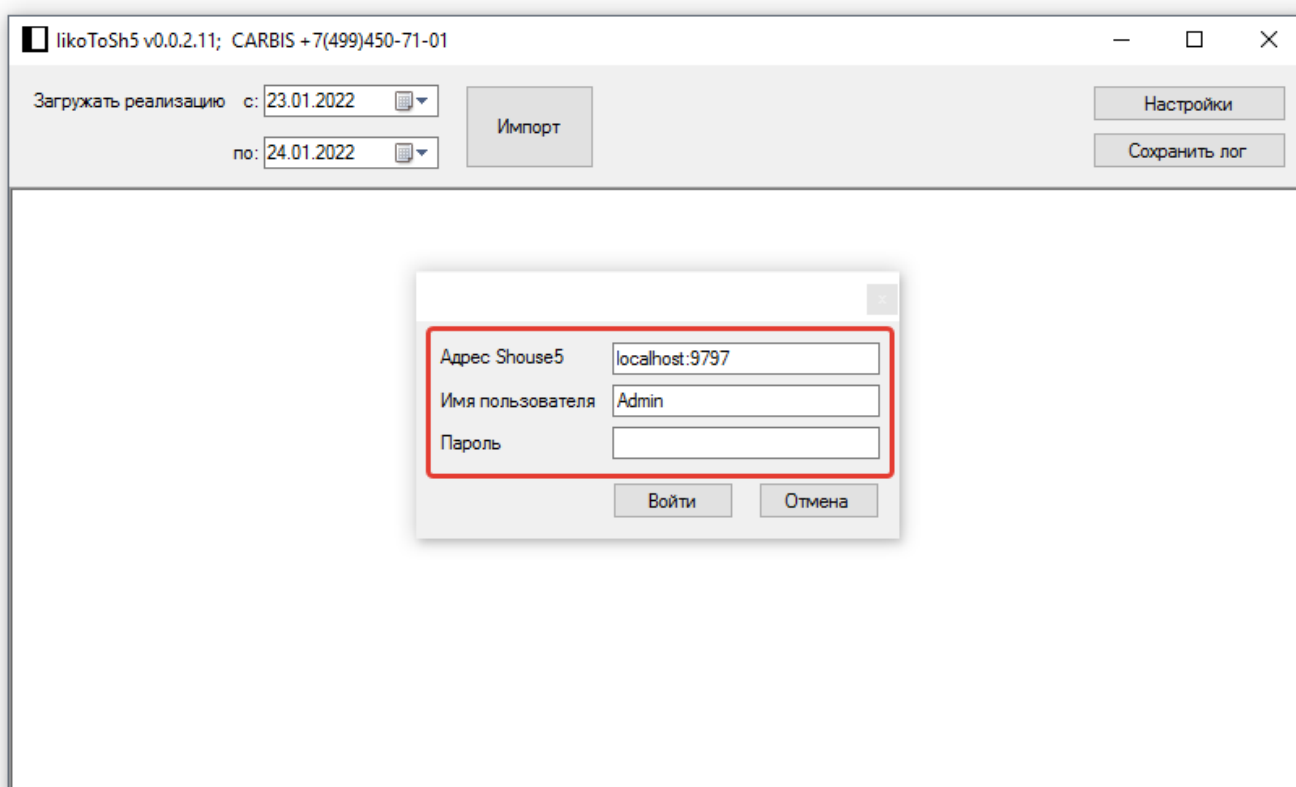 IikoToSh5 v0.0.2.11; CARBIS +7(499)450-71-01
Загружать реализацию с: 23.01.2022
по: 24.01.2022
Импорт
Настройки
Сохранить лог
x
Адрес Shouse5 localhost:9797
Имя пользователя Admin
Пароль
Войти Отмена